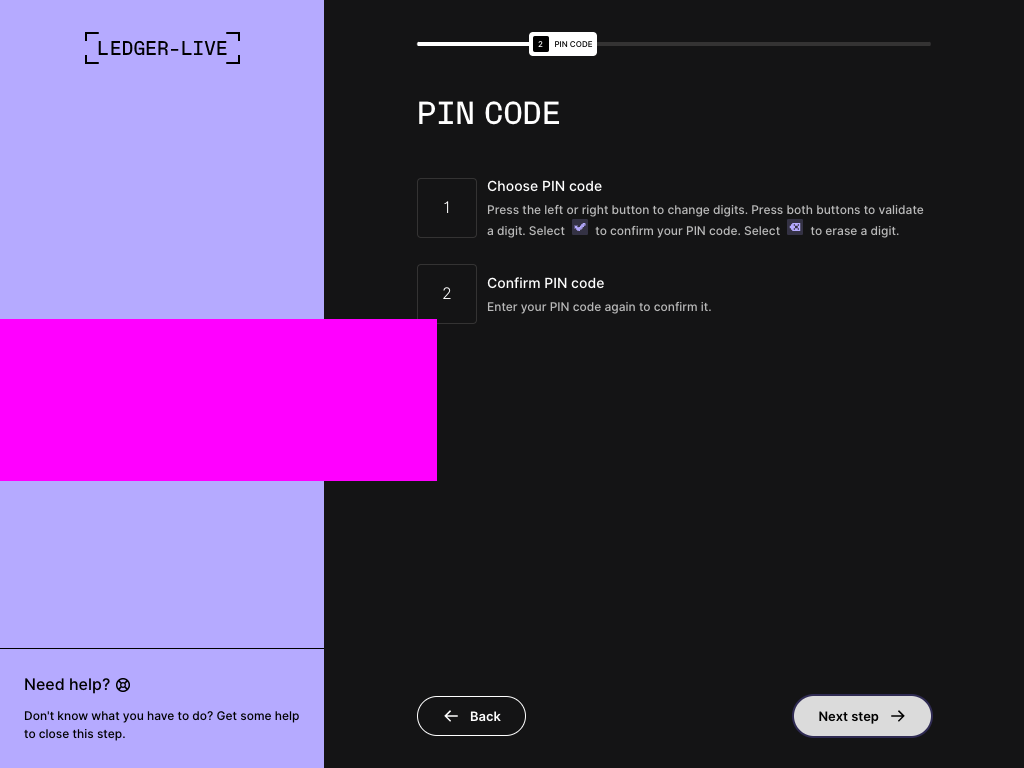 LEDGER-LIVE
2 PIN CODE
PIN CODE
1
Choose PIN code
Press the left or right button to change digits. Press both buttons to validate
a digit. Select to confirm your PIN code. Select to erase a digit.
2
Confirm PIN code
Enter your PIN code again to confirm it.
Need help?
Don't know what you have to do? Get some help
to close this step.
Back
Next step